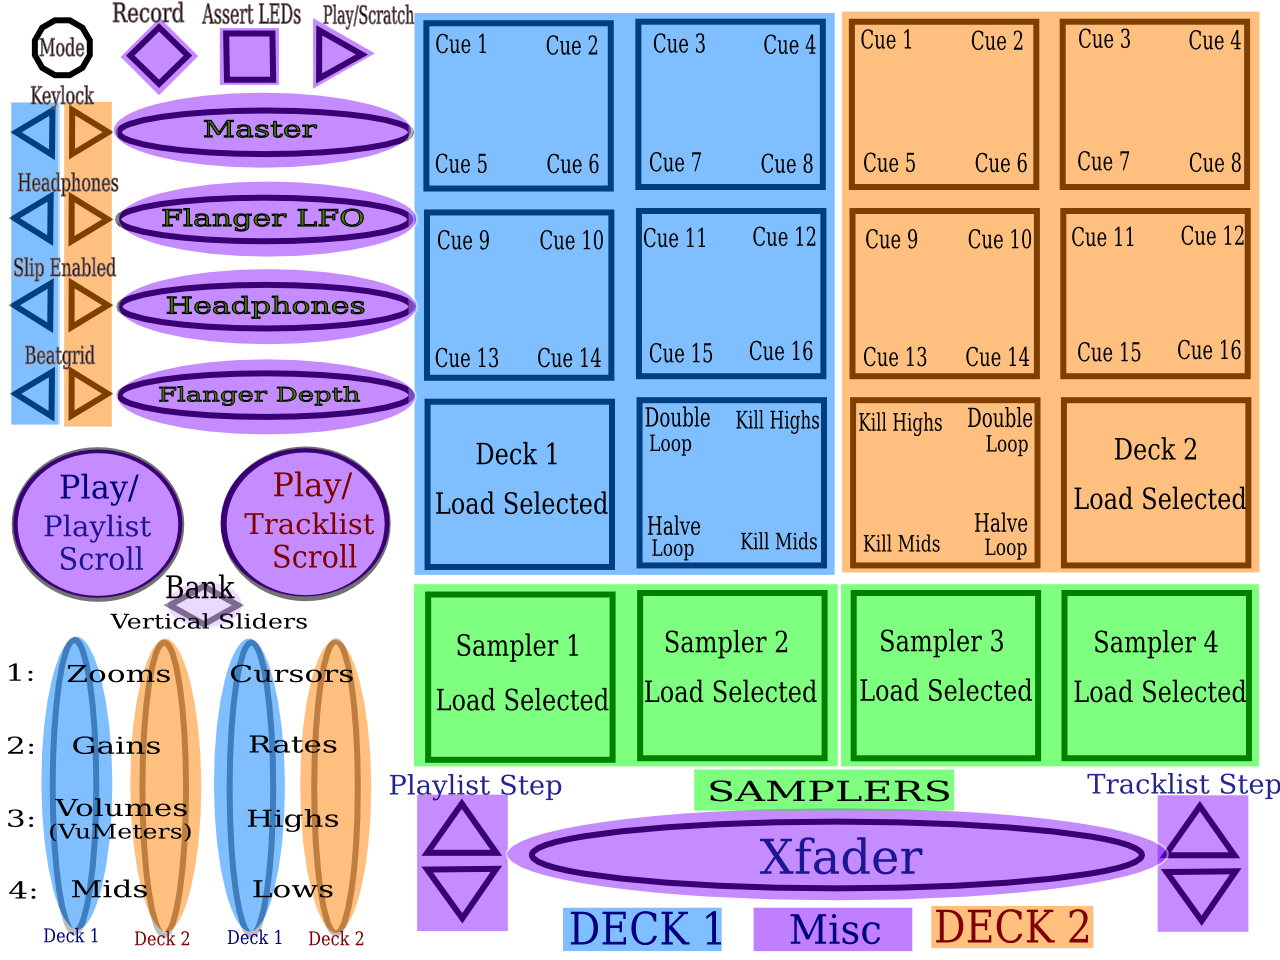 Record
Assert LEDs
Play/Scratch
Mode
Keylock
Master
Headphones
Flanger LFO
Slip Enabled
Headphones
Beatgrid
Flanger Depth
Cue 1
Cue 2
Cue 5
Cue 6
Cue 3
Cue 4
Cue 7
Cue 8
Cue 1
Cue 2
Cue 5
Cue 6
Cue 3
Cue 4
Cue 7
Cue 8
Cue 9
Cue 10
Cue 13
Cue 14
Cue 11
Cue 12
Cue 15
Cue 16
Cue 9
Cue 10
Cue 13
Cue 14
Cue 11
Cue 12
Cue 15
Cue 16
Deck 1
Load Selected
Double
Loop
Kill Highs
Halve
Loop
Kill Mids
Kill Highs
Double
Loop
Kill Mids
Halve
Loop
Deck 2
Load Selected
Play/
Playlist
Scroll
Play/
Tracklist
Scroll
Bank
Vertical Sliders
1:
Zooms
Cursors
2:
Gains
Rates
3:
Volumes
(VuMeters)
Highs
4:
Mids
Lows
Deck 1
Deck 2
Deck 1
Deck 2
Sampler 1
Load Selected
Sampler 2
Load Selected
Sampler 3
Load Selected
Sampler 4
Load Selected
Playlist Step
SAMPLERS
Tracklist Step
Xfader
DECK 1
Misc
DECK 2